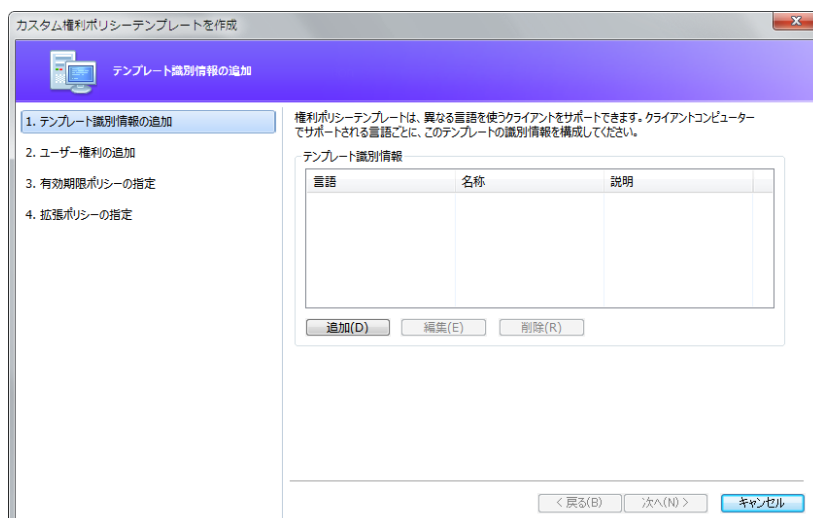 カスタム権利ポリシーテンプレートを作成
テンプレート識別情報の追加
1. テンプレート識別情報の追加
2. ユーザー権利の追加
3. 有効期限ポリシーの指定
4. 拡張ポリシーの指定
権利ポリシーテンプレートは、異なる言語を使うクライアントをサポートできます。クライアントコンピューター
でサポートされる言語ごとに、このテンプレートの識別情報を構成してください。
テンプレート識別情報
言語 名称 説明
追加(D) 編集(E) 削除(R)
< 戻る(B) 次へ(N) > キャンセル